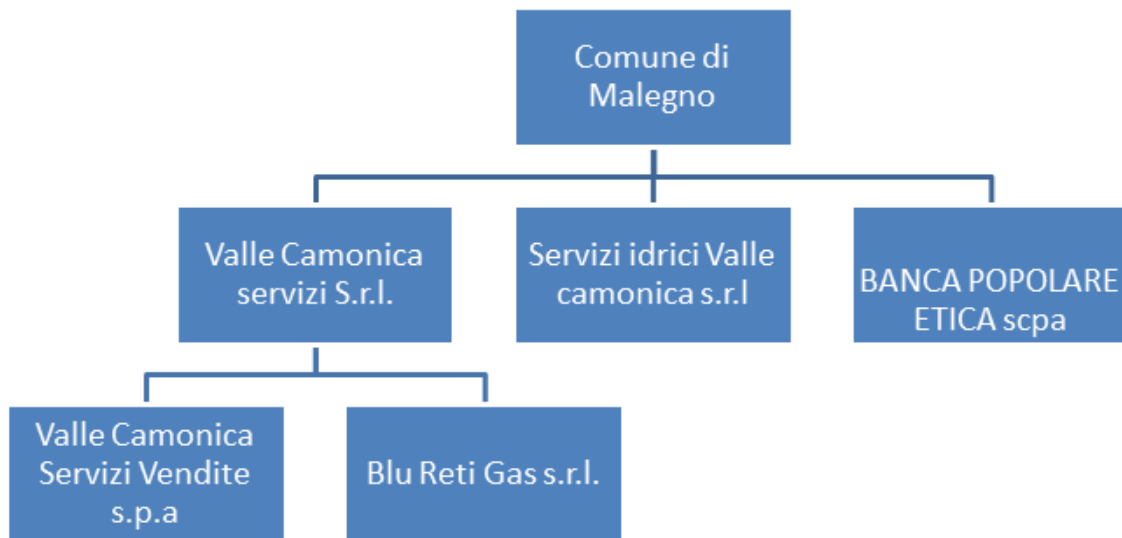 Comune di
Malegno
Valle Camonica
servizi S.r.l.
Servizi idrici Valle
camonica s.r.l
BANCA POPOLARE
ETICA scpa
Valle Camonica
Servizi Vendite
s.p.a
Blu Reti Gas s.r.l.